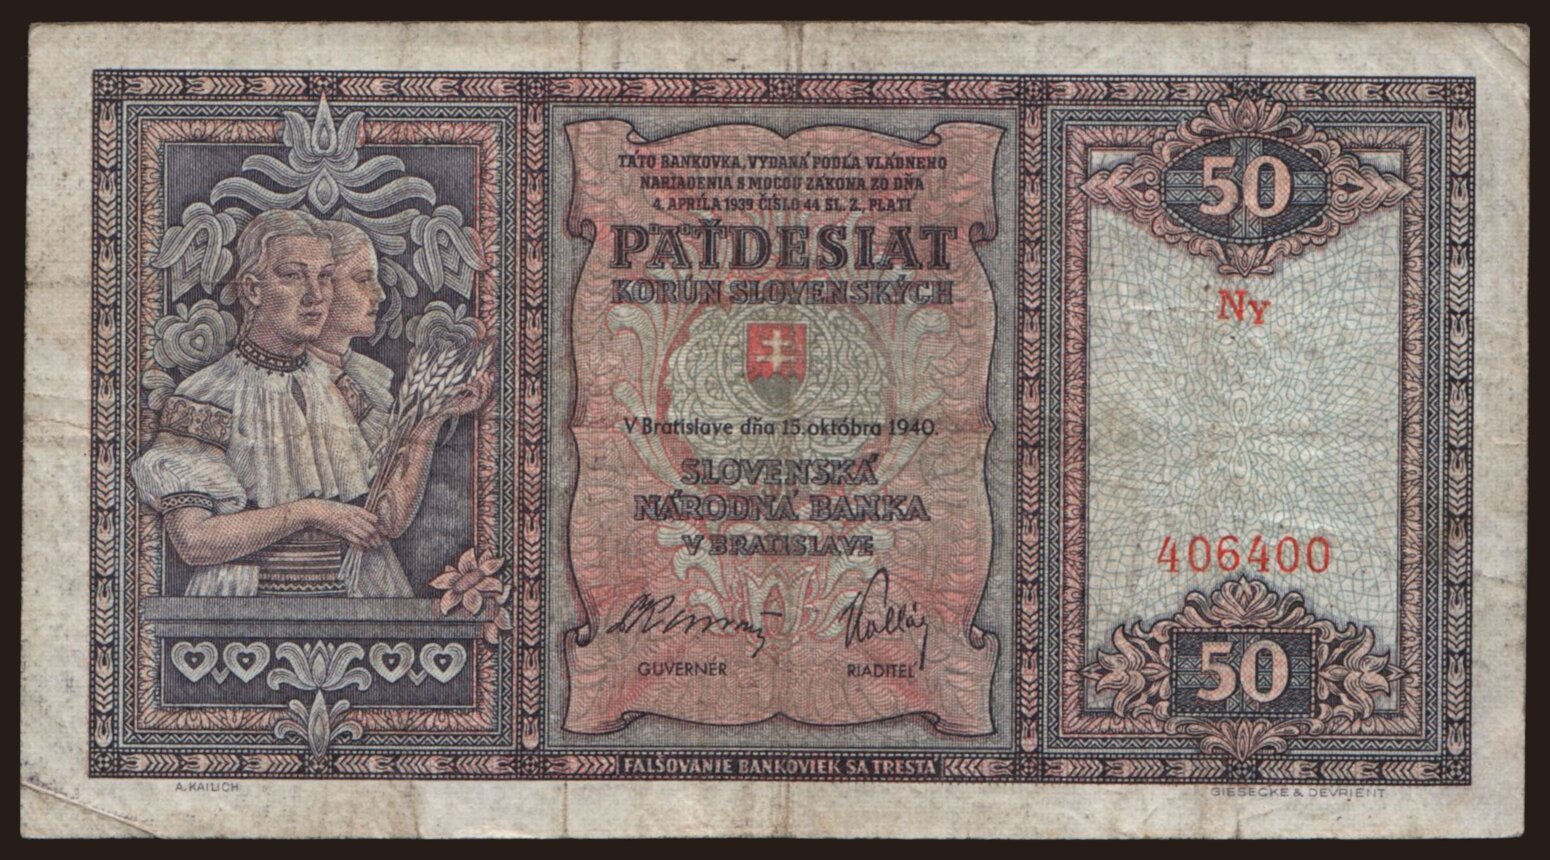 TÁTO BANKOVKA, VYDANÁ PODĽA VLÁDNEHO
NARIADENIA S MOCOU ZÁKONA ZO DŇA
4. APRÍLA 1939 ČÍSLO 44 SL. Z., PLATÍ
PÄŤDESIAT
KORÚN SLOVENSKÝCH
V Bratislave dňa 15. októbra 1940.
SLOVENSKÁ
NÁRODNÁ BANKA
V BRATISLAVE
GUVERNÉR
RIADITEĽ
FALŠOVANIE BANKOVIEK SA TRESTÁ
50
Ny
406400
50
A. KAILICH
GIESECKE & DEVRIENT